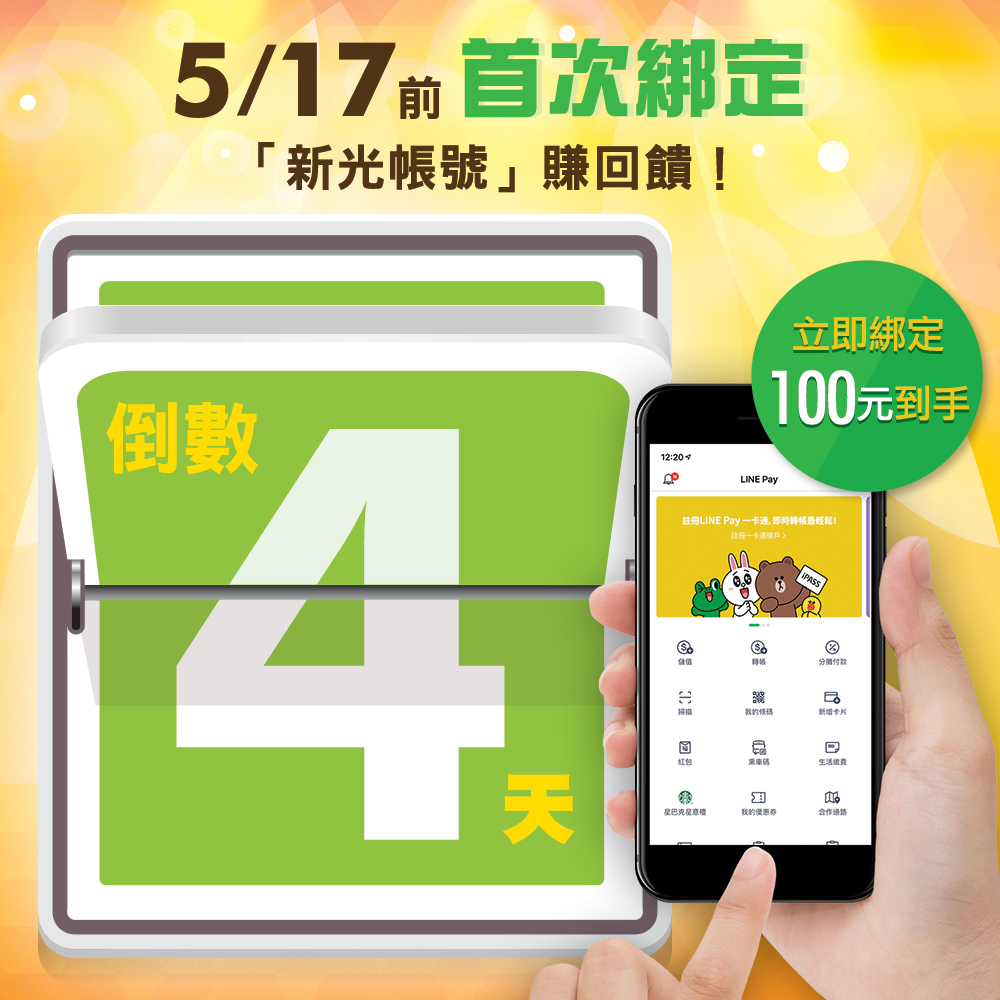 5/17前 首次綁定
「新光帳號」賺回饋！
立即綁定
100元到手
倒數
4
天
12:20
N
LINE Pay
註冊LINE Pay 一卡通, 即時轉帳最輕鬆!
註冊一卡通帳戶 >
iPASS
儲值
轉帳
分攤付款
掃描
我的條碼
新增卡片
紅包
乘車碼
生活繳費
星巴克星意禮
我的優惠券
合作通路